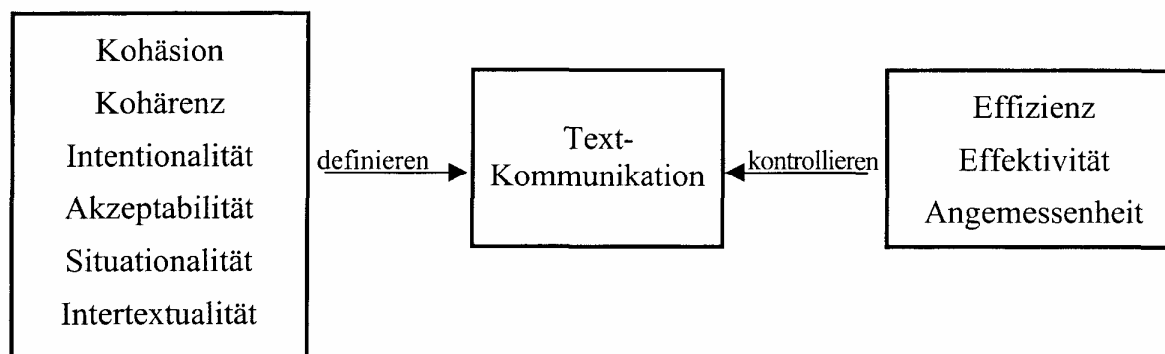 Kohäsion
Kohärenz
Intentionalität
Akzeptabilität
Situationalität
Intertextualität
definieren
Text-
Kommunikation
kontrollieren
Effizienz
Effektivität
Angemessenheit